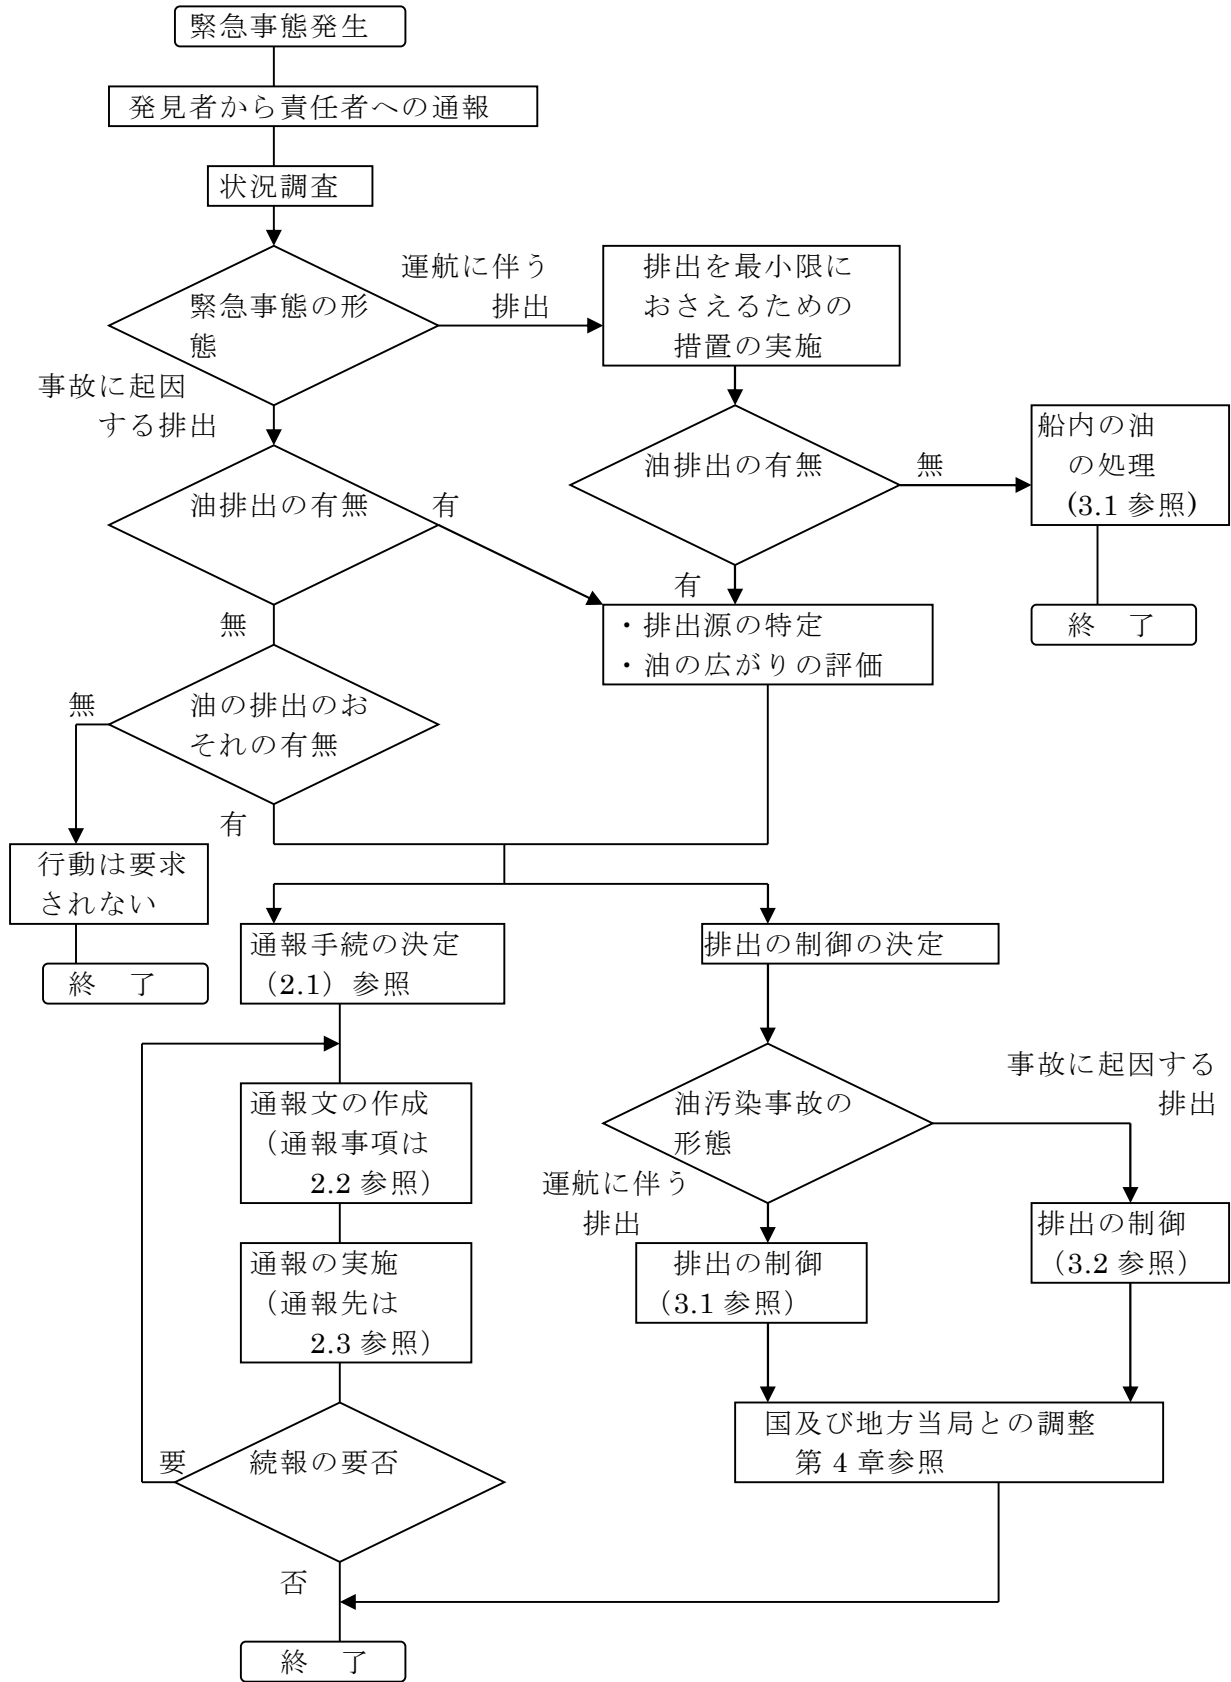 緊急事態発生
発見者から責任者への通報
状況調査
緊急事態の形
態
運航に伴う
排出
排出を最小限に
おさえるための
措置の実施
事故に起因
する排出
油排出の有無
有
油排出の有無
無
船内の油
の処理
(3.1 参照)
有
終　了
・排出源の特定
・油の広がりの評価
無
油の排出のお
それの有無
無
有
行動は要求
されない
終　了
通報手続の決定
（2.1）参照
排出の制御の決定
通報文の作成
（通報事項は
2.2 参照）
油汚染事故の
形態
事故に起因する
排出
運航に伴う
排出
通報の実施
（通報先は
2.3 参照）
排出の制御
（3.1 参照）
排出の制御
（3.2 参照）
国及び地方当局との調整
第 4 章参照
続報の要否
要
否
終　了